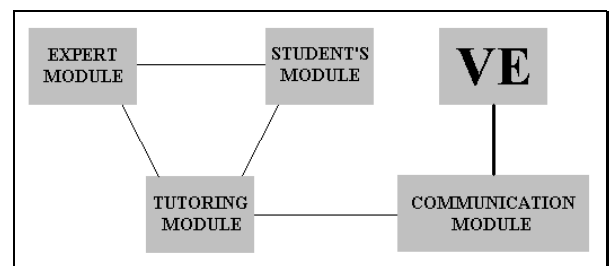 EXPERT
MODULE
STUDENT'S
MODULE
VE
TUTORING
MODULE
COMMUNICATION
MODULE